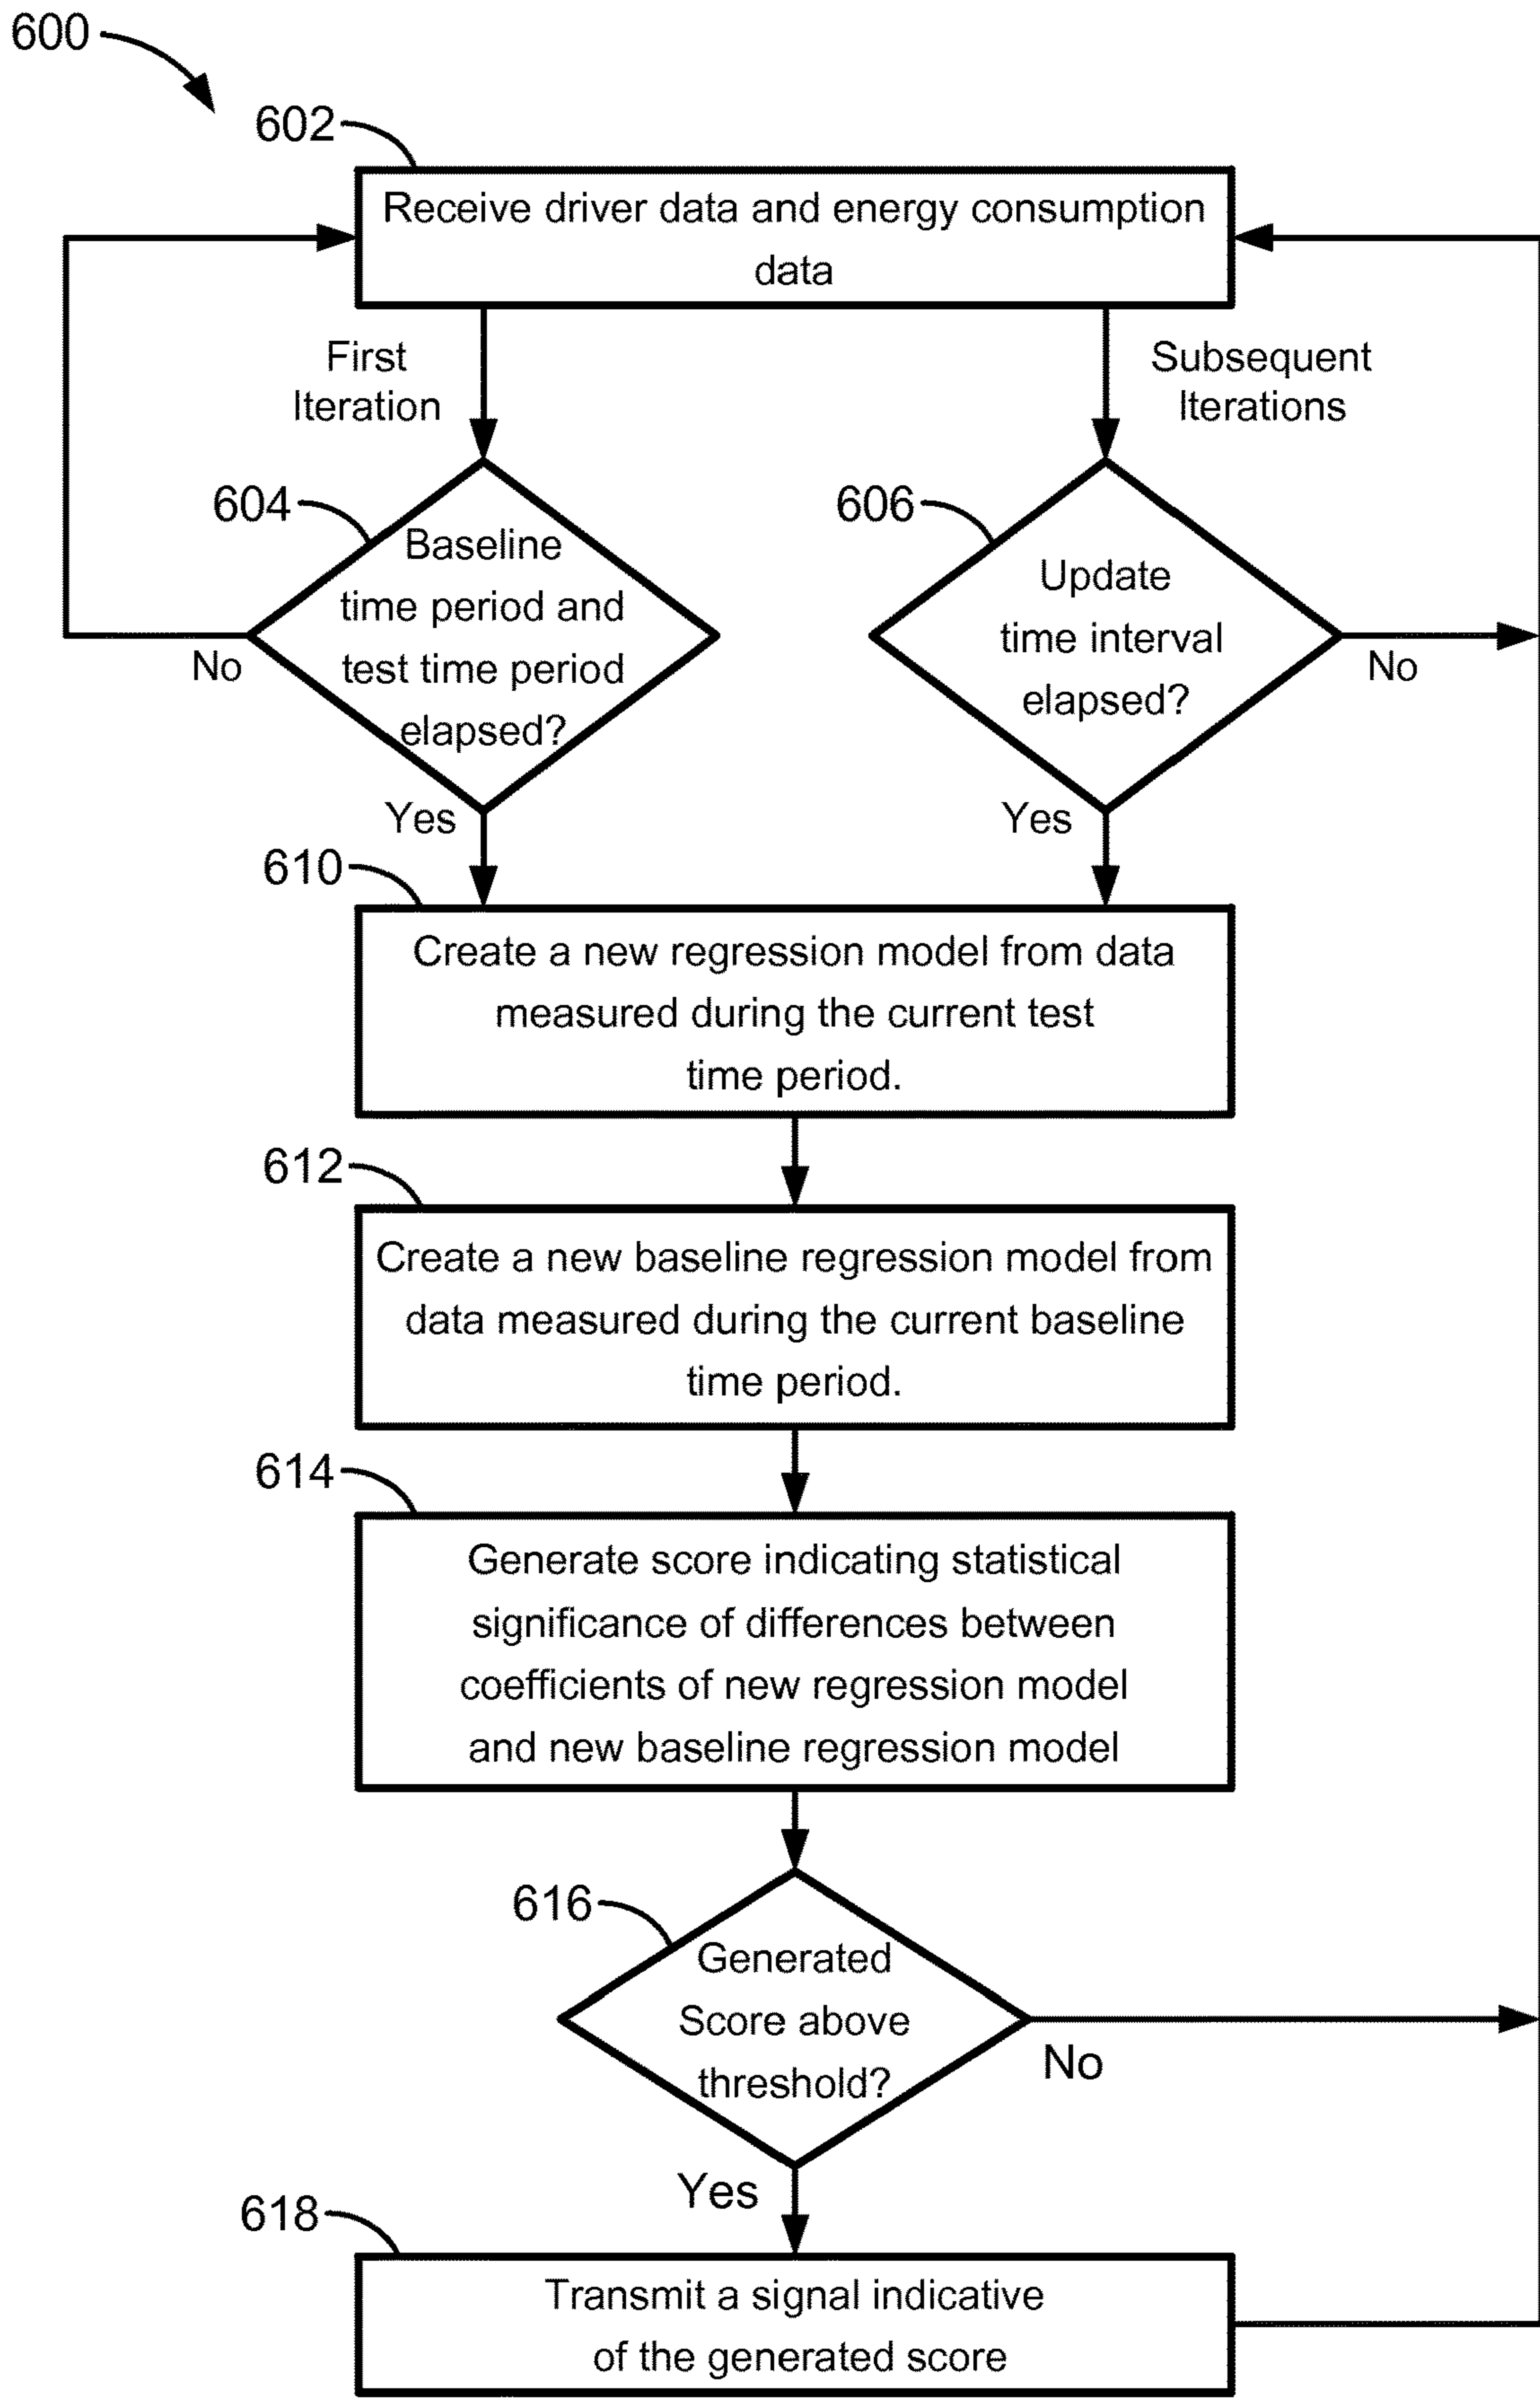 600
602
Receive driver data and energy consumption
data
First
Iteration
Subsequent
Iterations
604
Baseline
time period and
test time period
elapsed?
No
Yes
606
Update
time interval
elapsed?
No
Yes
610
Create a new regression model from data
measured during the current test
time period.
612
Create a new baseline regression model from
data measured during the current baseline
time period.
614
Generate score indicating statistical
significance of differences between
coefficients of new regression model
and new baseline regression model
616
Generated
Score above
threshold?
No
Yes
618
Transmit a signal indicative
of the generated score